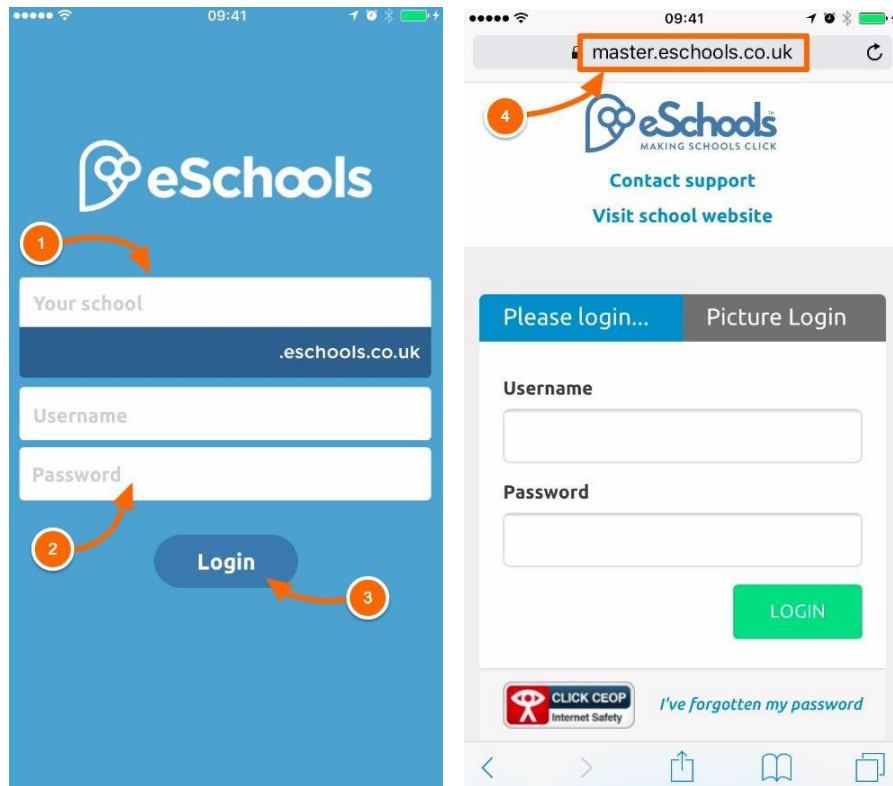 09:41
eSchools
1
Your school
.eschools.co.uk
Username
Password
2
Login
3
09:41
master.eschools.co.uk
4
eSchools
MAKING SCHOOLS CLICK
Contact support
Visit school website
Please login...
Picture Login
Username
Password
LOGIN
CLICK CEOP
Internet Safety
I've forgotten my password